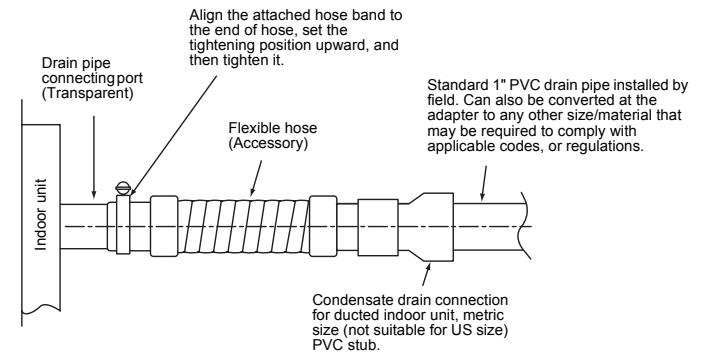 Align the attached hose band to
the end of hose, set the
tightening position upward, and
then tighten it.
Drain pipe
connecting port
(Transparent)
Standard 1" PVC drain pipe installed by
field. Can also be converted at the
adapter to any other size/material that
may be required to comply with
applicable codes, or regulations.
Flexible hose
(Accessory)
Indoor unit
Condensate drain connection
for ducted indoor unit, metric
size (not suitable for US size)
PVC stub.